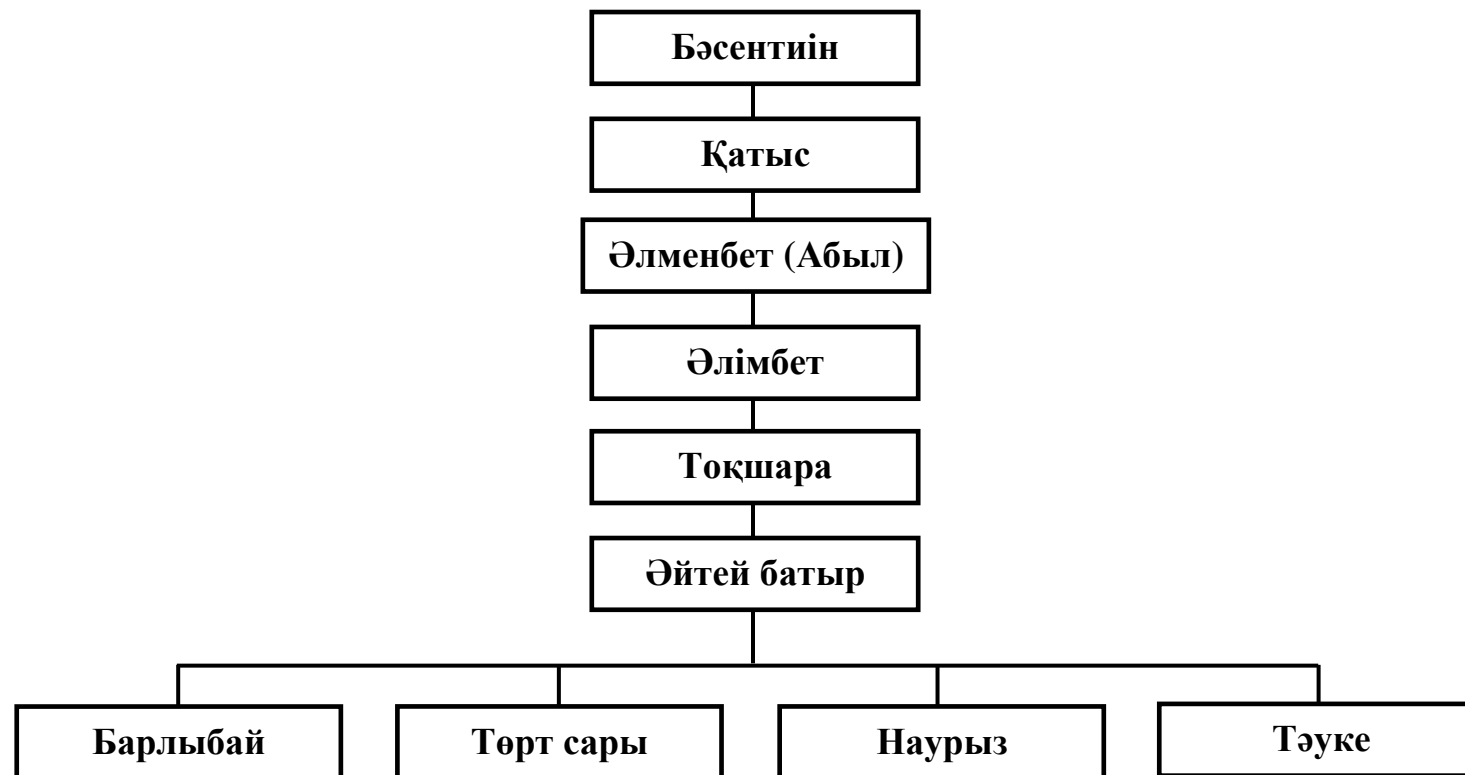 Бәсентиін
Қатыс
Әлменбет (Абыл)
Әлімбет
Тоқшара
Әйтей батыр
Барлыбай
Төрт сары
Наурыз
Тәуке